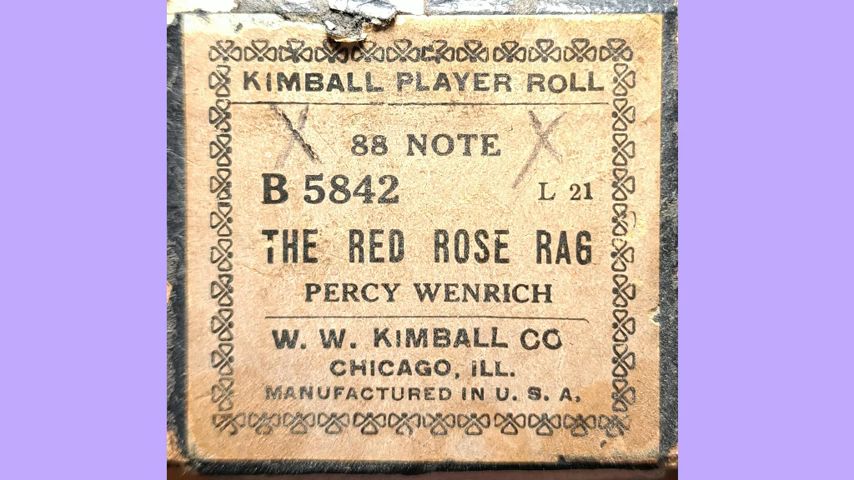 KIMBALL PLAYER ROLL
X 88 NOTE X
B 5842 L 21
THE RED ROSE RAG
PERCY WENRICH
W. W. KIMBALL CO
CHICAGO, ILL.
MANUFACTURED IN U. S. A.